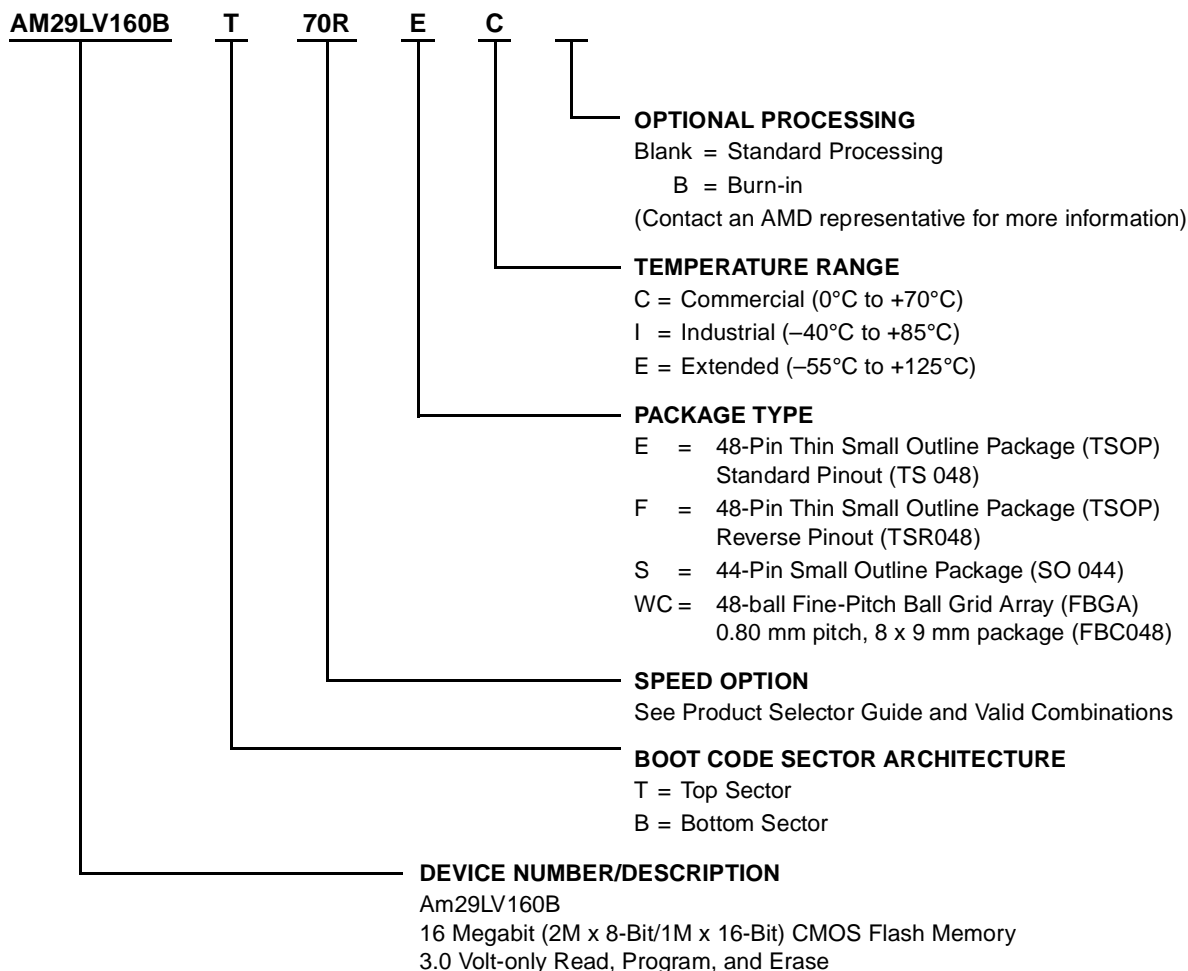 AM29LV160B T 70R E C
OPTIONAL PROCESSING
Blank = Standard Processing
B = Burn-in
(Contact an AMD representative for more information)
TEMPERATURE RANGE
C = Commercial (0°C to +70°C)
I = Industrial (–40°C to +85°C)
E = Extended (–55°C to +125°C)
PACKAGE TYPE
E = 48-Pin Thin Small Outline Package (TSOP)
Standard Pinout (TS 048)
F = 48-Pin Thin Small Outline Package (TSOP)
Reverse Pinout (TSR048)
S = 44-Pin Small Outline Package (SO 044)
WC = 48-ball Fine-Pitch Ball Grid Array (FBGA)
0.80 mm pitch, 8 x 9 mm package (FBC048)
SPEED OPTION
See Product Selector Guide and Valid Combinations
BOOT CODE SECTOR ARCHITECTURE
T = Top Sector
B = Bottom Sector
DEVICE NUMBER/DESCRIPTION
Am29LV160B
16 Megabit (2M x 8-Bit/1M x 16-Bit) CMOS Flash Memory
3.0 Volt-only Read, Program, and Erase